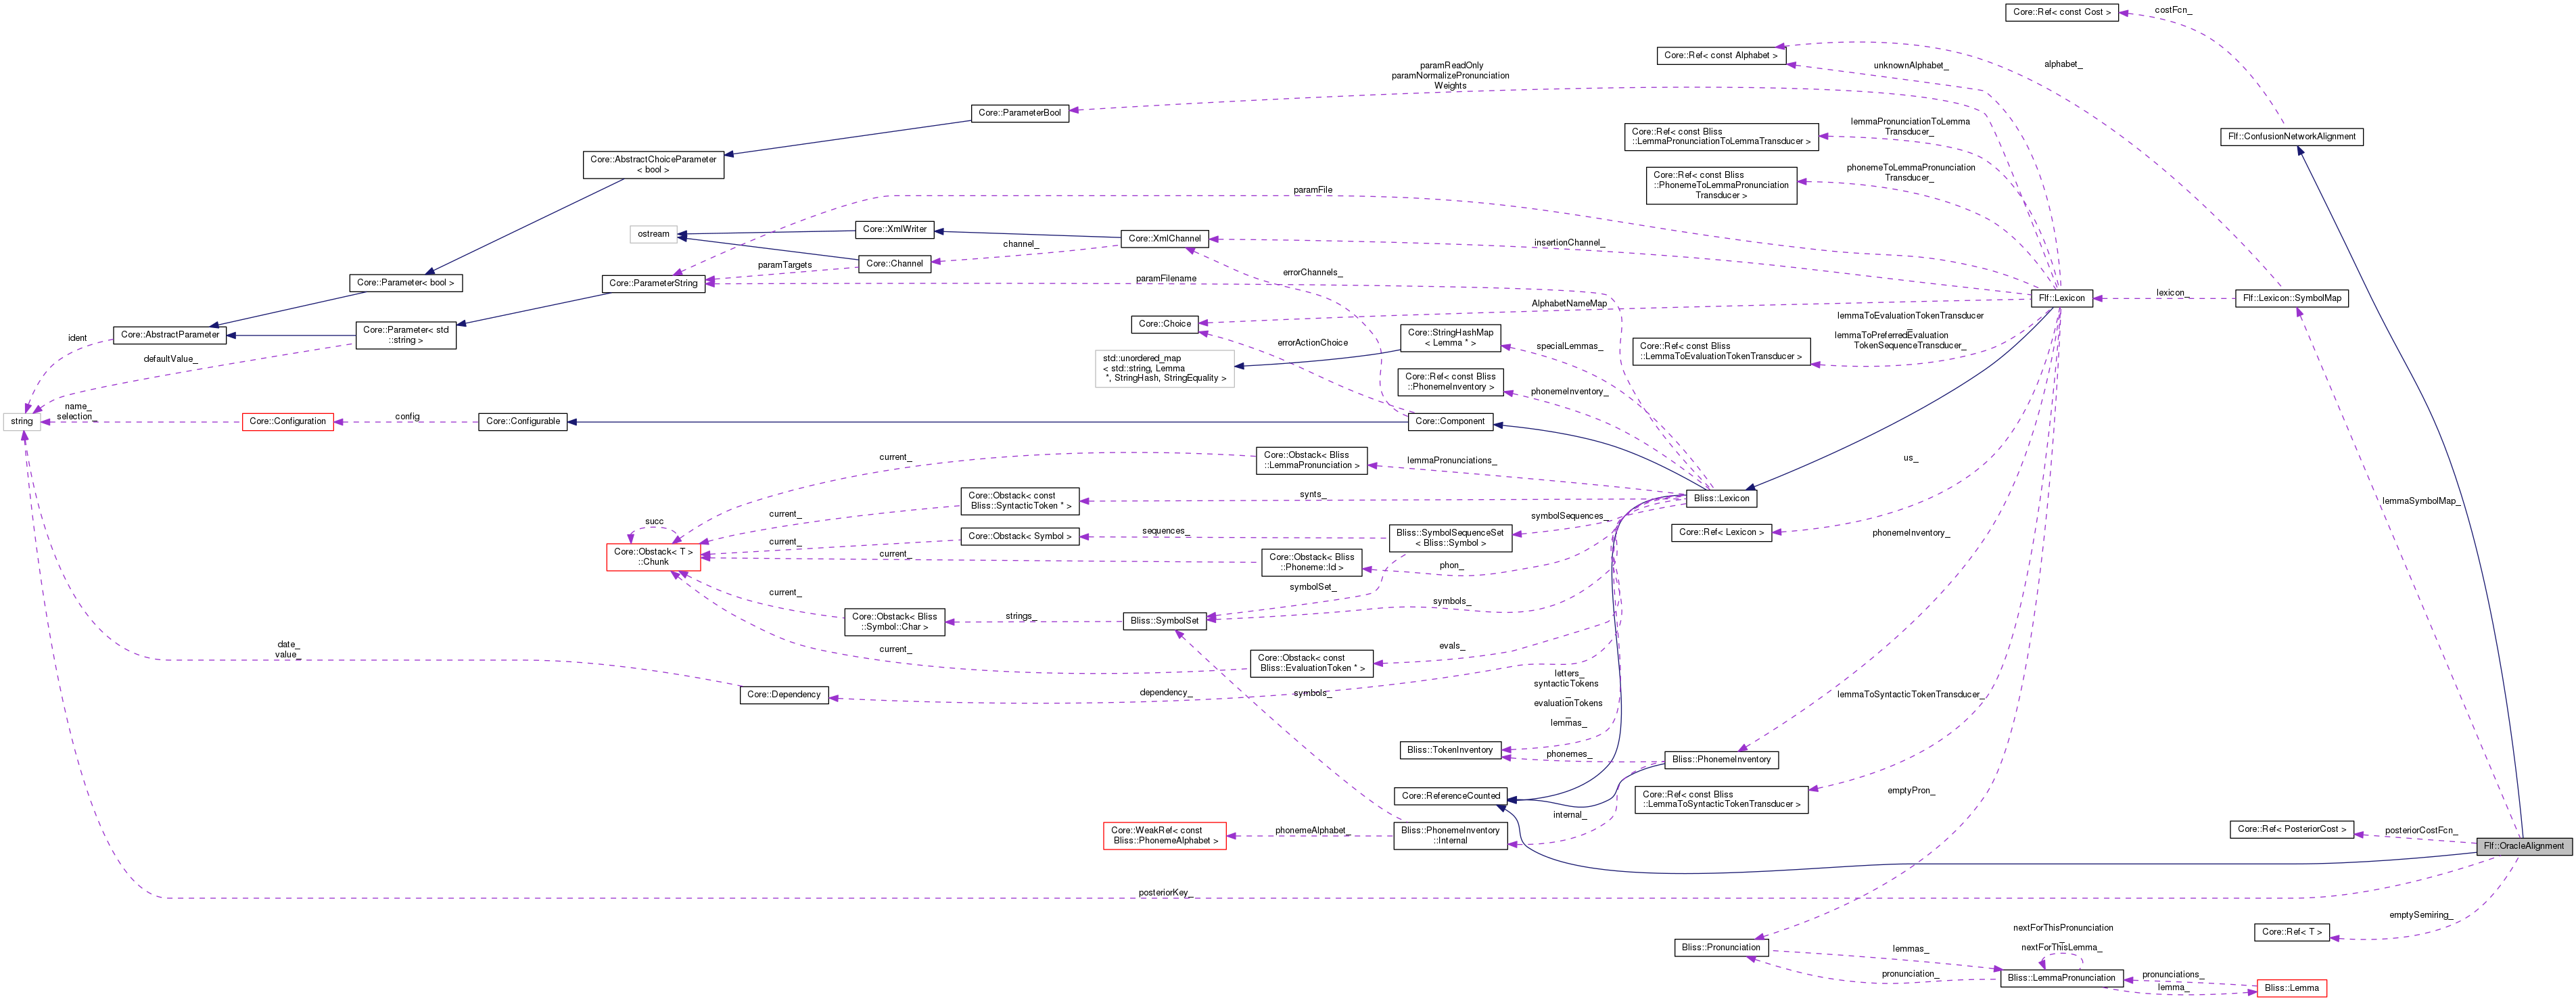 Core::Ref< const Cost >
costFcn_
Core::Ref< const Alphabet >
alphabet_
unknownAlphabet_
paramReadOnly
paramNormalizePronunciation
Weights
Core::ParameterBool
Flf::ConfusionNetworkAlignment
lemmaPronunciationToLemma
Transducer_
Core::Ref< const Bliss
::LemmaPronunciationToLemmaTransducer >
Core::AbstractChoiceParameter
< bool >
phonemeToLemmaPronunciation
Transducer_
Core::Ref< const Bliss
::PhonemeToLemmaPronunciation
Transducer >
paramFile
ostream
Core::XmlWriter
Core::XmlChannel
insertionChannel_
channel_
Core::Channel
paramTargets
errorChannels_
paramFilename
Core::Parameter< bool >
Core::ParameterString
Flf::Lexicon
lexicon_
Flf::Lexicon::SymbolMap
AlphabetNameMap
Core::Choice
lemmaToEvaluationTokenTransducer
_
lemmaToPreferredEvaluation
TokenSequenceTransducer_
Core::AbstractParameter
Core::Parameter< std
::string >
ident
defaultValue_
Core::StringHashMap
< Lemma * >
errorActionChoice
specialLemmas_
Core::Ref< const Bliss
::LemmaToEvaluationTokenTransducer >
std::unordered_map
< std::string, Lemma
*, StringHash, StringEquality >
Core::Ref< const Bliss
::PhonemeInventory >
phonemeInventory_
name_
selection_
string
Core::Configuration
config
Core::Configurable
Core::Component
current_
Core::Obstack< Bliss
::LemmaPronunciation >
lemmaPronunciations_
us_
Core::Obstack< const
Bliss::SyntacticToken * >
synts_
Bliss::Lexicon
lemmaSymbolMap_
current_
succ
symbolSequences_
Core::Obstack< T >
::Chunk
current_
Core::Obstack< Symbol >
sequences_
Bliss::SymbolSequenceSet
< Bliss::Symbol >
Core::Ref< Lexicon >
phonemeInventory_
current_
Core::Obstack< Bliss
::Phoneme::Id >
phon_
symbolSet_
current_
Core::Obstack< Bliss
::Symbol::Char >
strings_
Bliss::SymbolSet
symbols_
date_
value_
current_
Core::Obstack< const
Bliss::EvaluationToken * >
evals_
Core::Dependency
dependency_
symbols_
letters_
syntacticTokens
_
evaluationTokens
_
lemmas_
lemmaToSyntacticTokenTransducer_
Bliss::TokenInventory
phonemes_
Bliss::PhonemeInventory
Core::ReferenceCounted
Core::Ref< const Bliss
::LemmaToSyntacticTokenTransducer >
emptyPron_
internal_
Core::WeakRef< const
Bliss::PhonemeAlphabet >
phonemeAlphabet_
Bliss::PhonemeInventory
::Internal
Core::Ref< PosteriorCost >
posteriorCostFcn_
Flf::OracleAlignment
posteriorKey_
emptySemiring_
Core::Ref< T >
nextForThisPronunciation
_
nextForThisLemma_
Bliss::Pronunciation
lemmas_
pronunciation_
Bliss::LemmaPronunciation
pronunciations_
lemma_
Bliss::Lemma